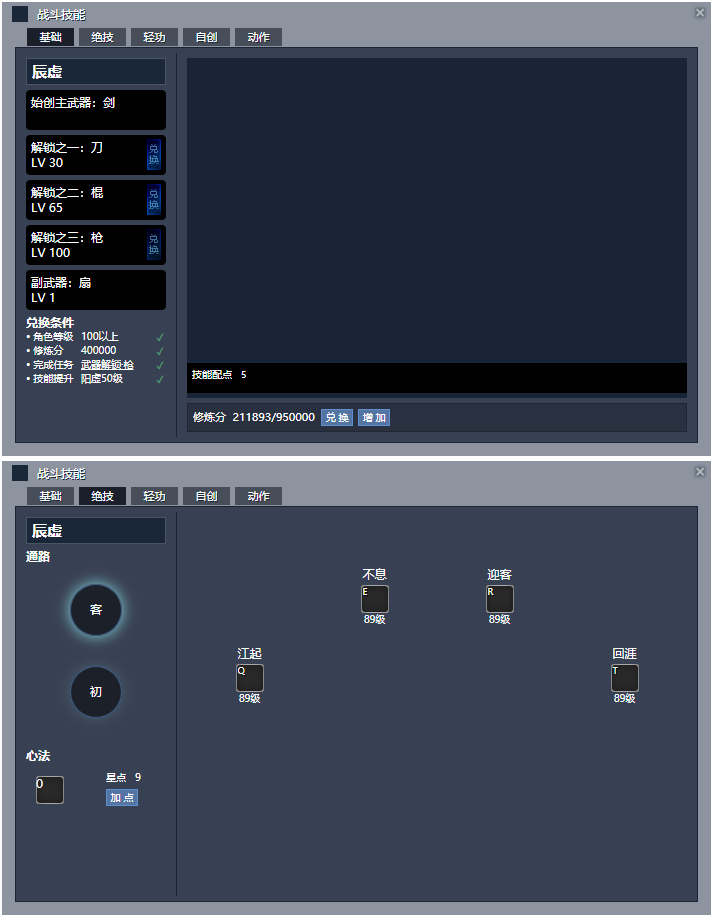 战斗技能
基础 绝技 轻功 自创 动作
辰虚
始创主武器：剑
解锁之一：刀
LV 30
兑换
解锁之二：棍
LV 65
兑换
解锁之三：枪
LV 100
兑换
副武器：扇
LV 1
兑换条件
• 角色等级 100以上 ✓
• 修炼分 400000 ✓
• 完成任务 武器解锁·枪 ✓
• 技能提升 阳虚50级 ✓
技能配点 5
修炼分 211893/950000 兑换 增加
战斗技能
基础 绝技 轻功 自创 动作
辰虚
通路
客
初
心法
0
星点 9
加点
不息
E
89级
迎客
R
89级
江起
Q
89级
回涯
T
89级